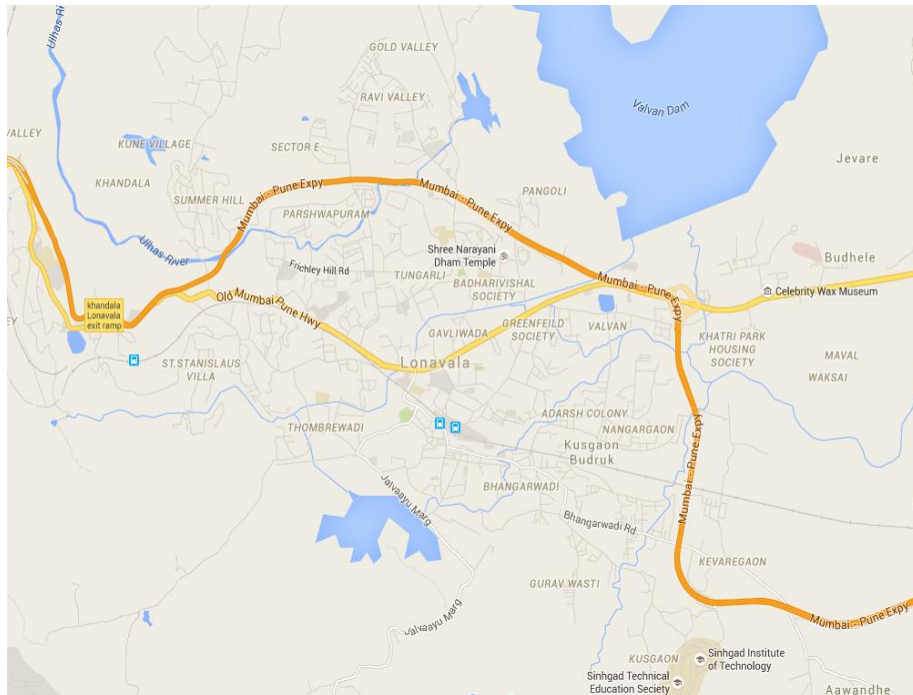 Ulhas Ri
GOLD VALLEY
RAVI VALLEY
Valvan Dam
VALLEY
KUNE VILLAGE
SECTOR E
Jevare
KHANDALA
SUMMER HILL
Mumbai - Pune Expy
Mumbai - Pune Expy
PANGOLI
PARSHWAPURAM
Ulhas River
Shree Narayani
Dham Temple
Budhele
Frichley Hill Rd
TUNGARLI
BADHARIVISHAL
SOCIETY
Mumbai - Pune Expy
Celebrity Wax Museum
khandala
Lonavala
exit ramp
Old Mumbai Pune Hwy
GAVLIWADA
GREENFEILD
SOCIETY
VALVAN
KHATRI PARK
HOUSING
SOCIETY
MAVAL
WAKSAI
ST.STANISLAUS
VILLA
Lonavala
THOMBREWADI
ADARSH COLONY
NANGARGAON
Kusgaon
Budruk
Mumbai - Pune Expy
BHANGARWADI
Jalvaayu Marg
Bhangarwadi Rd
KEVAREGAON
GURAV WASTI
Jalvaayu Marg
Mumbai - Pune Expy
KUSGAON
Sinhgad Institute
of Technology
Sinhgad Technical
Education Society
Aawandhe